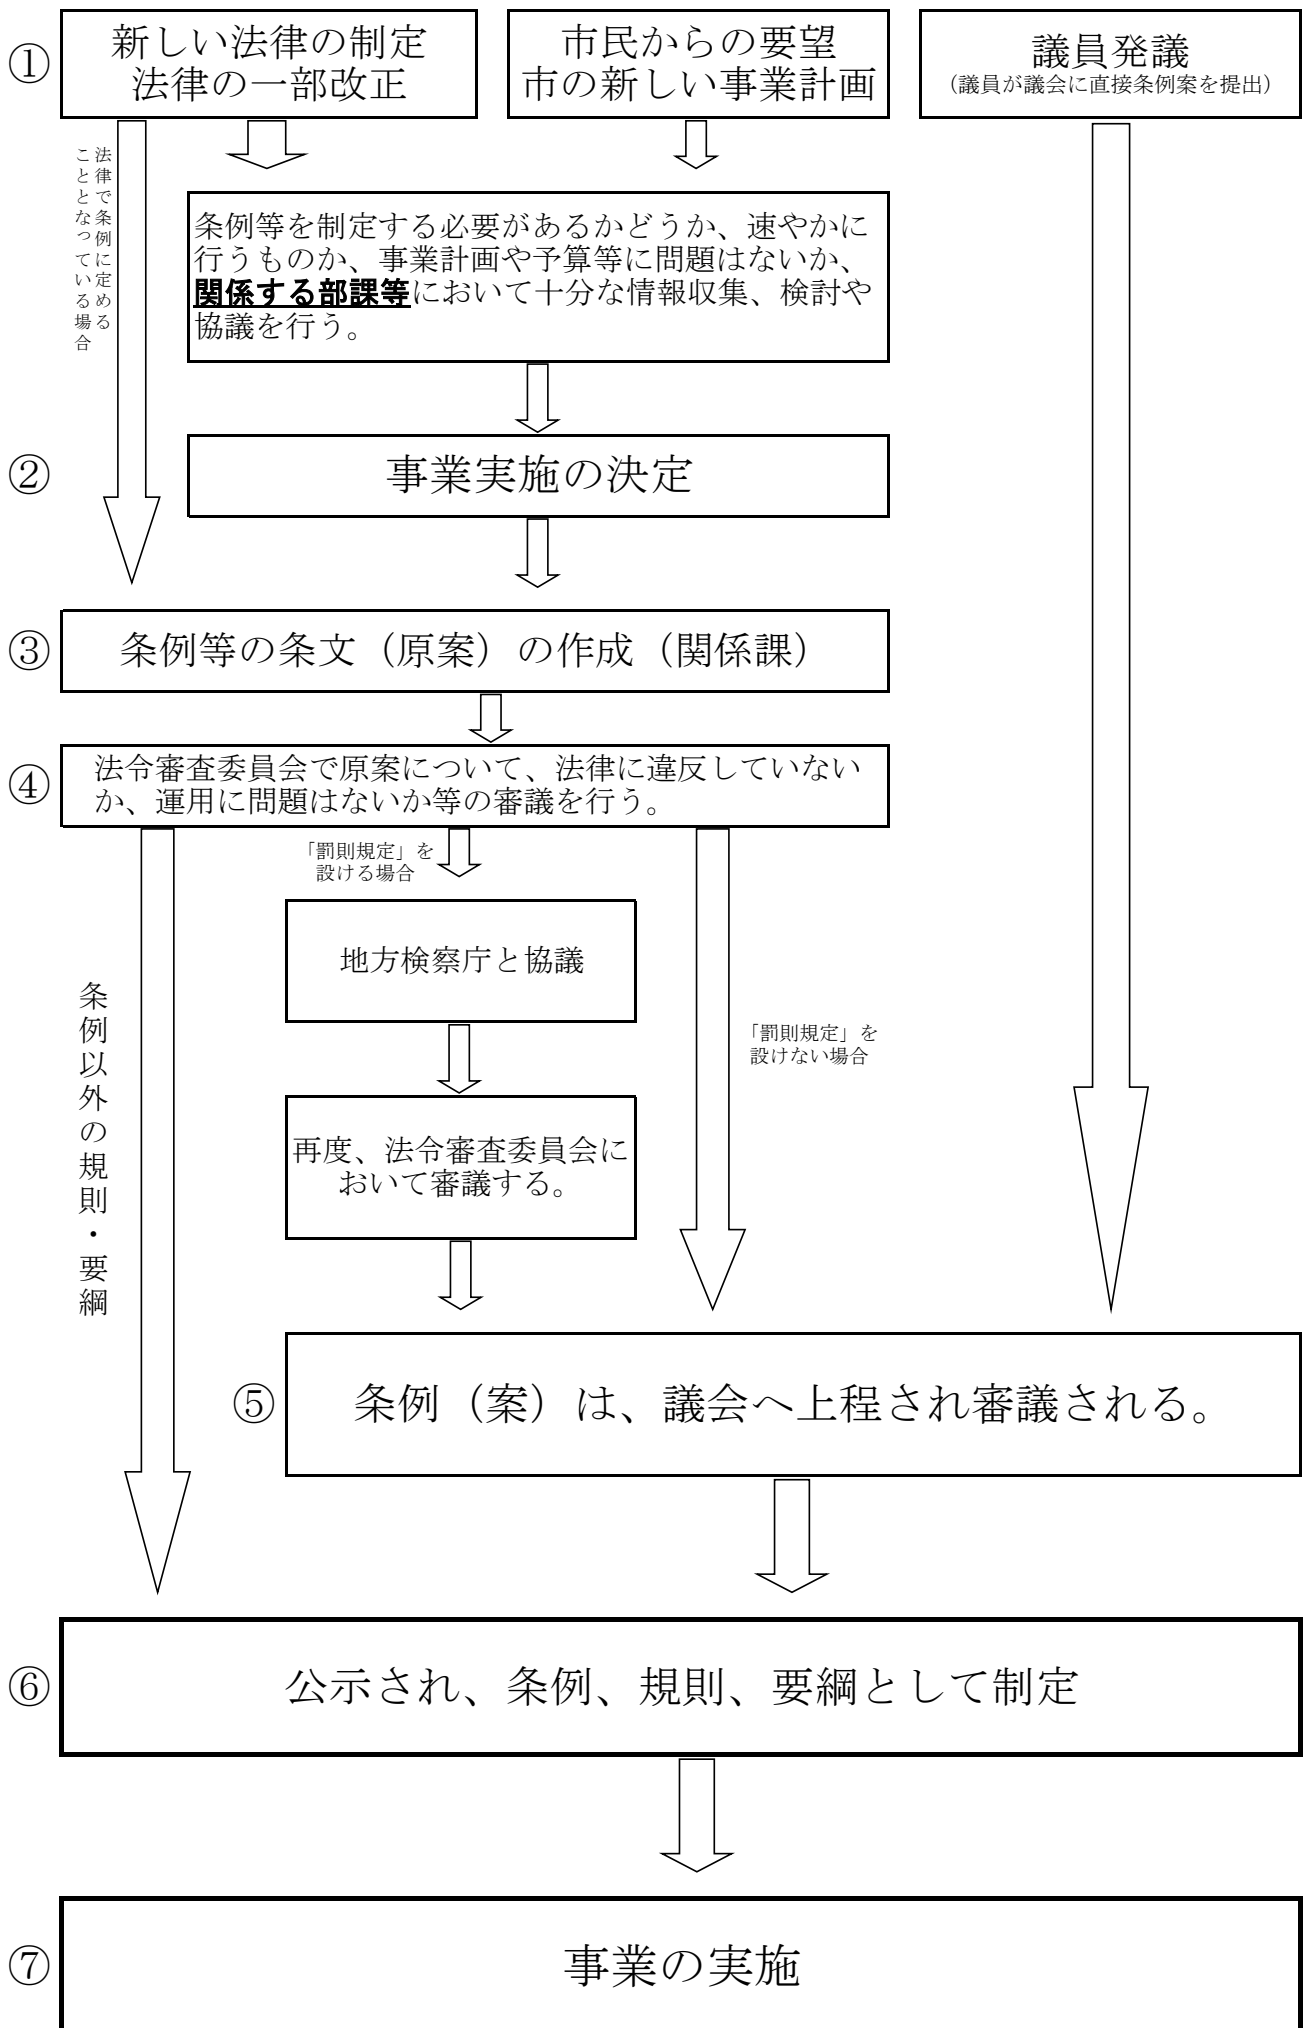 ①
新しい法律の制定
法律の一部改正
市民からの要望
市の新しい事業計画
議員発議
（議員が議会に直接条例案を提出）
法律で条例に定める
こととなっている場合
条例等を制定する必要があるかどうか、速やかに
行うものか、事業計画や予算等に問題はないか、
関係する部課等において十分な情報収集、検討や
協議を行う。
②
事業実施の決定
③
条例等の条文（原案）の作成（関係課）
④
法令審査委員会で原案について、法律に違反していない
か、運用に問題はないか等の審議を行う。
「罰則規定」を
設ける場合
地方検察庁と協議
条例以外の規則・要綱
「罰則規定」を
設けない場合
再度、法令審査委員会に
おいて審議する。
⑤
条例（案）は、議会へ上程され審議される。
⑥
公示され、条例、規則、要綱として制定
⑦
事業の実施